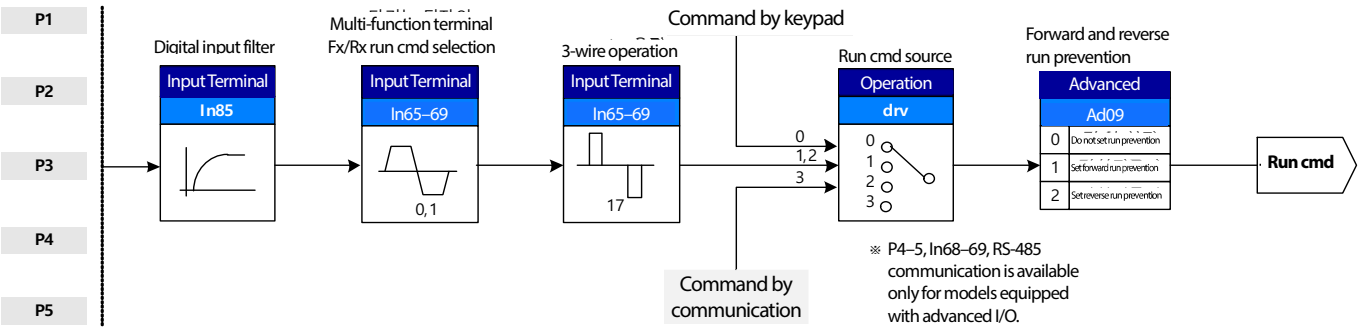 P1
P2
P3
P4
P5
Digital input filter
Input Terminal
In85
Multi-function terminal
Fx/Rx run cmd selection
Input Terminal
In65–69
0,1
3-wire operation
Input Terminal
In65–69
17
Command by keypad
0
1,2
3
Command by
communication
Run cmd source
Operation
drv
0
1
2
3
※ P4–5, In68–69, RS-485
communication is available
only for models equipped
with advanced I/O.
Forward and reverse
run prevention
Advanced
Ad09
0 Do not set run prevention
1 Set forward run prevention
2 Set reverse run prevention
Run cmd